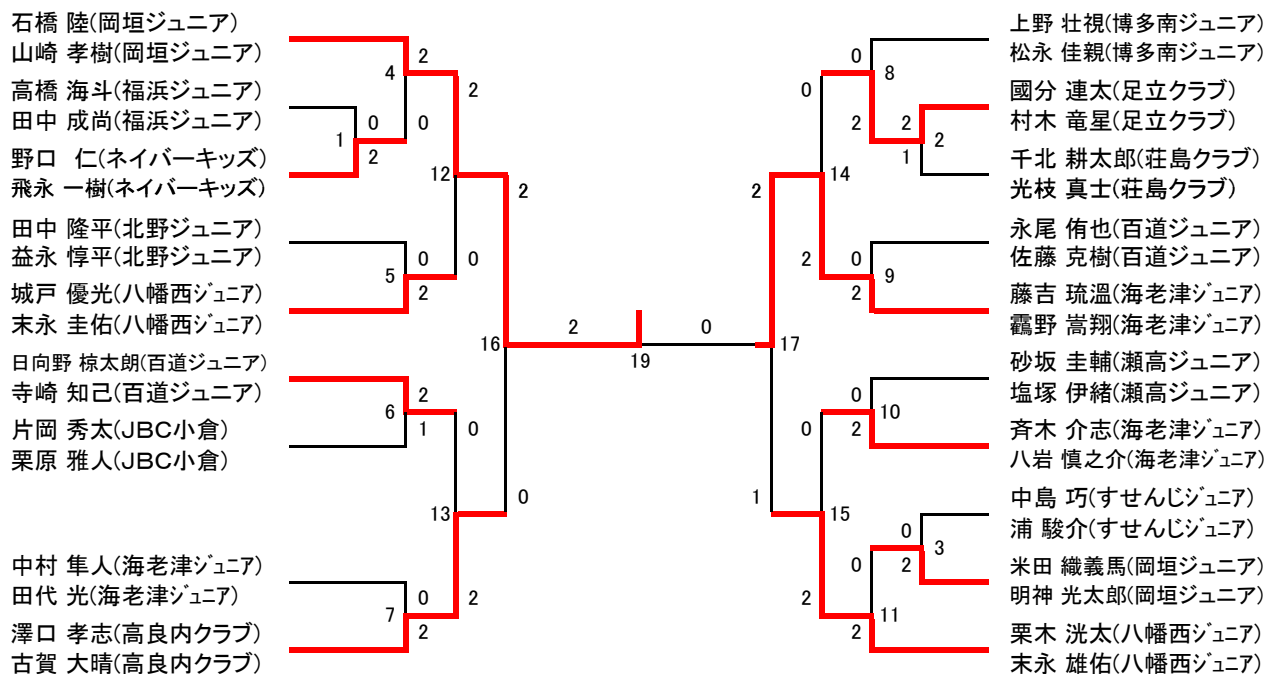 石橋 陸(岡垣ジュニア)
山崎 孝樹(岡垣ジュニア)
高橋 海斗(福浜ジュニア)
田中 成尚(福浜ジュニア)
野口 仁(ネイバーキッズ)
飛永 一樹(ネイバーキッズ)
田中 隆平(北野ジュニア)
益永 惇平(北野ジュニア)
城戸 優光(八幡西ジュニア)
末永 圭佑(八幡西ジュニア)
日向野 椋太朗(百道ジュニア)
寺崎 知己(百道ジュニア)
片岡 秀太(JBC小倉)
栗原 雅人(JBC小倉)
中村 隼人(海老津ジュニア)
田代 光(海老津ジュニア)
澤口 孝志(高良内クラブ)
古賀 大晴(高良内クラブ)
4
2
2
1
0
0
2
12
2
5
0
0
2
16
2
6
2
1
0
13
0
7
0
2
2
19
0
17
2
1
14
0
2
8
0
2
2
2
1
9
0
2
15
0
2
10
0
2
0
3
0
2
11
2
上野 壮視(博多南ジュニア)
松永 佳親(博多南ジュニア)
國分 連太(足立クラブ)
村木 竜星(足立クラブ)
千北 耕太郎(荘島クラブ)
光枝 真士(荘島クラブ)
永尾 侑也(百道ジュニア)
佐藤 克樹(百道ジュニア)
藤吉 琉溫(海老津ジュニア)
靍野 嵩翔(海老津ジュニア)
砂坂 圭輔(瀬高ジュニア)
塩塚 伊緒(瀬高ジュニア)
斉木 介志(海老津ジュニア)
八岩 慎之介(海老津ジュニア)
中島 巧(すせんじジュニア)
浦 駿介(すせんじジュニア)
米田 織義馬(岡垣ジュニア)
明神 光太郎(岡垣ジュニア)
栗木 洸太(八幡西ジュニア)
末永 雄佑(八幡西ジュニア)